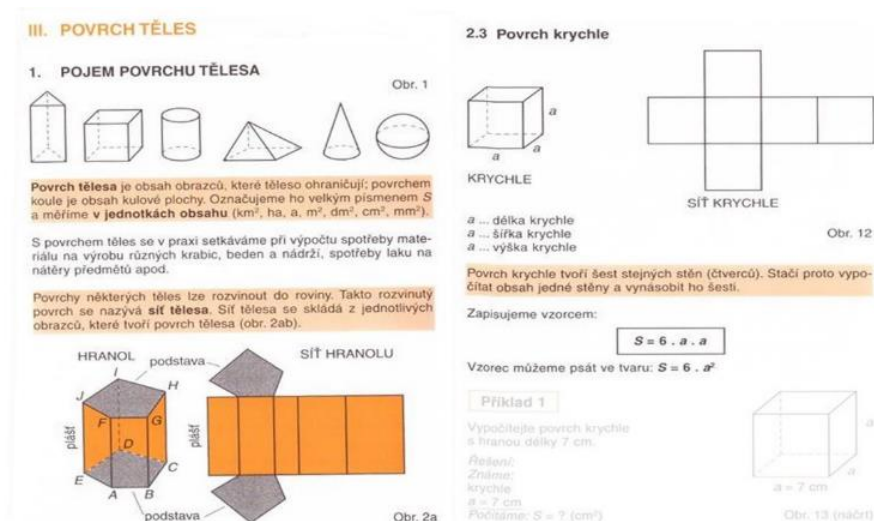 III. POVRCH TĚLES
1. POJEM POVRCHU TĚLESA
Obr. 1
Povrch tělesa je obsah obrazců, které těleso ohraničují; povrchem
koule je obsah kulové plochy. Označujeme ho velkým písmenem S
a měříme v jednotkách obsahu (km², ha, a, m², dm², cm², mm²).
S povrchem těles se v praxi setkáváme při výpočtu spotřeby mate-
riálu na výrobu různých krabic, beden a nádrží, spotřeby laku na
nátěry předmětů apod.
Povrchy některých těles lze rozvinout do roviny. Takto rozvinutý
povrch se nazývá síť tělesa. Síť tělesa se skládá z jednotlivých
obrazců, které tvoří povrch tělesa (obr. 2ab).
HRANOL
podstava
SÍŤ HRANOLU
I
J
H
F
G
plášť
plášť
D
E
C
A
B
podstava
Obr. 2a
2.3 Povrch krychle
a
a
a
KRYCHLE
SÍŤ KRYCHLE
a ... délka krychle
a ... šířka krychle
Obr. 12
a ... výška krychle
Povrch krychle tvoří šest stejných stěn (čtverců). Stačí proto vypo-
čítat obsah jedné stěny a vynásobit ho šesti.
Zapisujeme vzorcem:
S = 6 . a . a
Vzorec můžeme psát ve tvaru: S = 6 . a²
Příklad 1
Vypočítejte povrch krychle
s hranou délky 7 cm.
Řešení:
Známe:
krychle
a = 7 cm
Počítáme: S = ? (cm²)
a
a
a = 7 cm
Obr. 13 (náčrt)